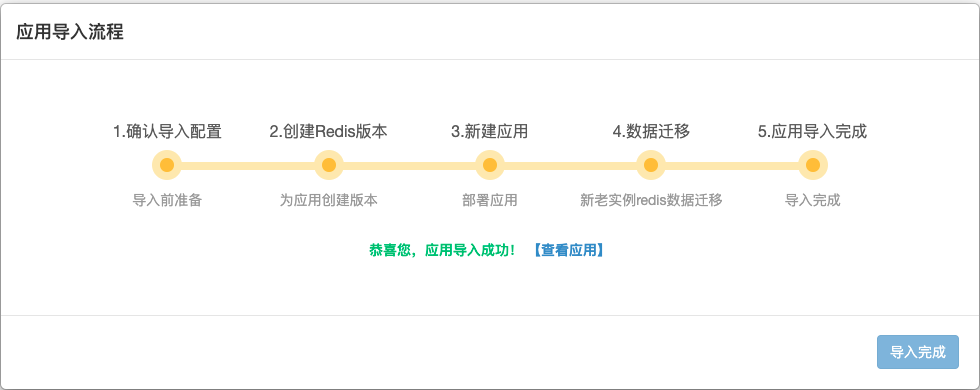 应用导入流程
1.确认导入配置 2.创建Redis版本 3.新建应用 4.数据迁移 5.应用导入完成
导入前准备 为应用创建版本 部署应用 新老实例redis数据迁移 导入完成
恭喜您，应用导入成功！ 【查看应用】
导入完成